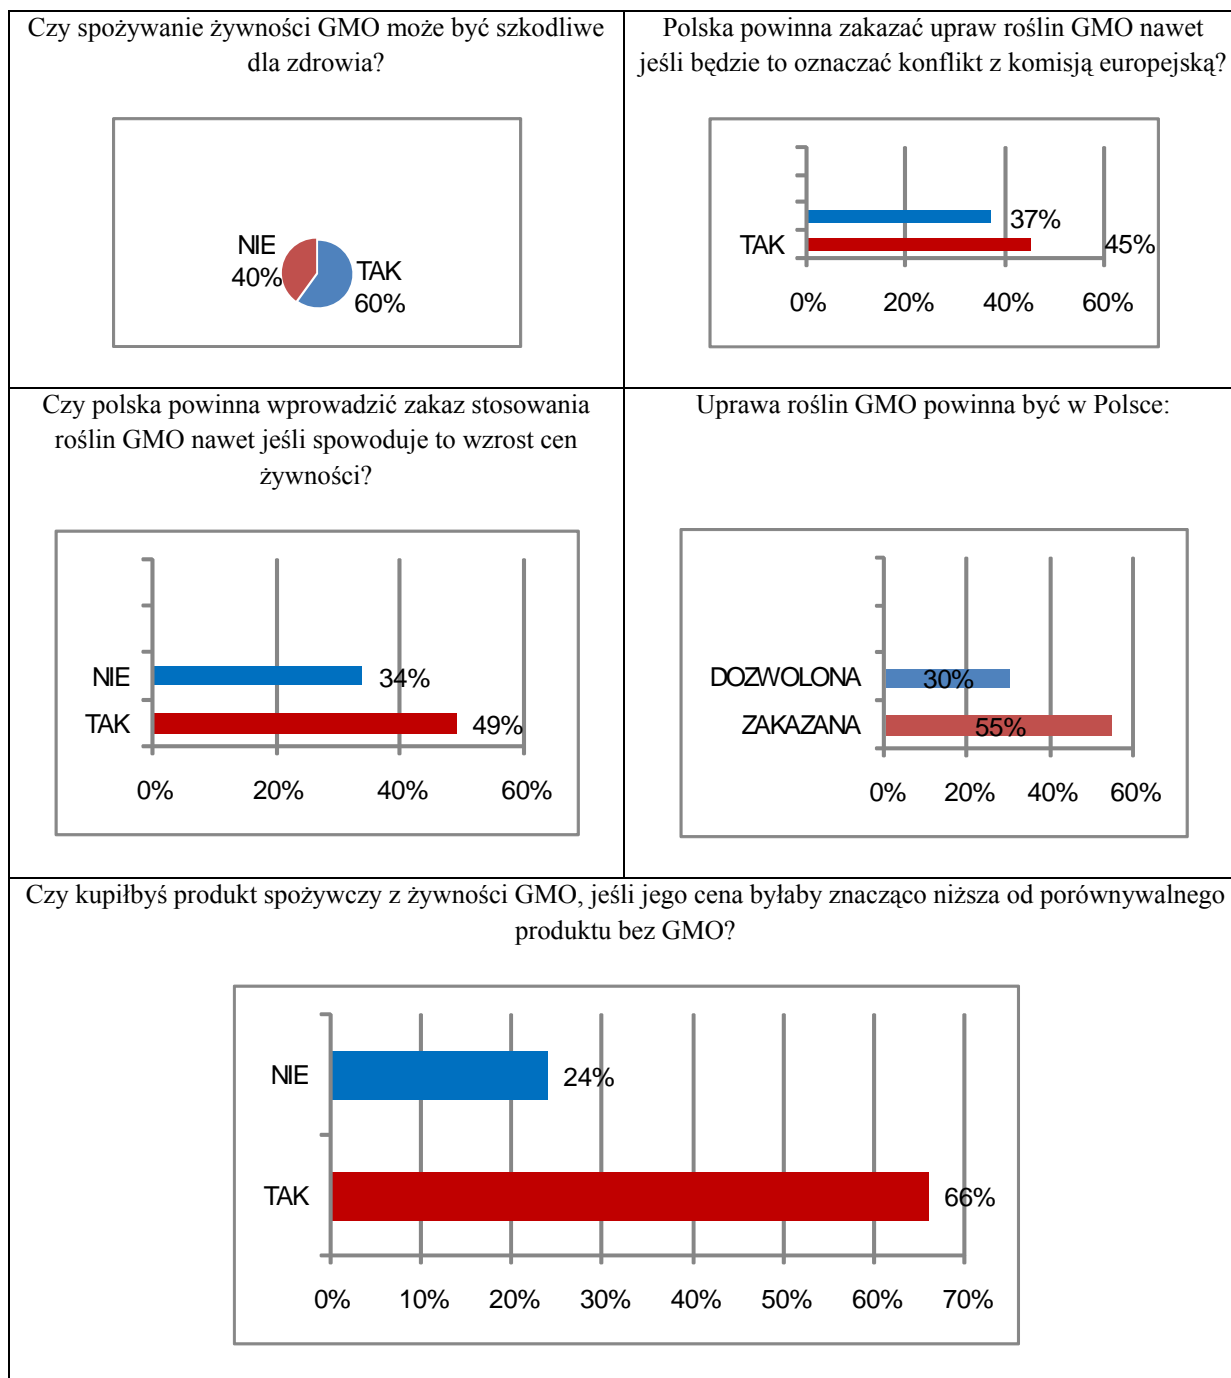 Czy spożywanie żywności GMO może być szkodliwe
dla zdrowia?
NIE
40%
TAK
60%
Polska powinna zakazać upraw roślin GMO nawet
jeśli będzie to oznaczać konflikt z komisją europejską?
37%
TAK
45%
0% 20% 40% 60%
Czy polska powinna wprowadzić zakaz stosowania
roślin GMO nawet jeśli spowoduje to wzrost cen
żywności?
NIE 34%
TAK 49%
0% 20% 40% 60%
Uprawa roślin GMO powinna być w Polsce:
DOZWOLONA 30%
ZAKAZANA 55%
0% 20% 40% 60%
Czy kupiłbyś produkt spożywczy z żywności GMO, jeśli jego cena byłaby znacząco niższa od porównywalnego
produktu bez GMO?
NIE 24%
TAK 66%
0% 10% 20% 30% 40% 50% 60% 70%